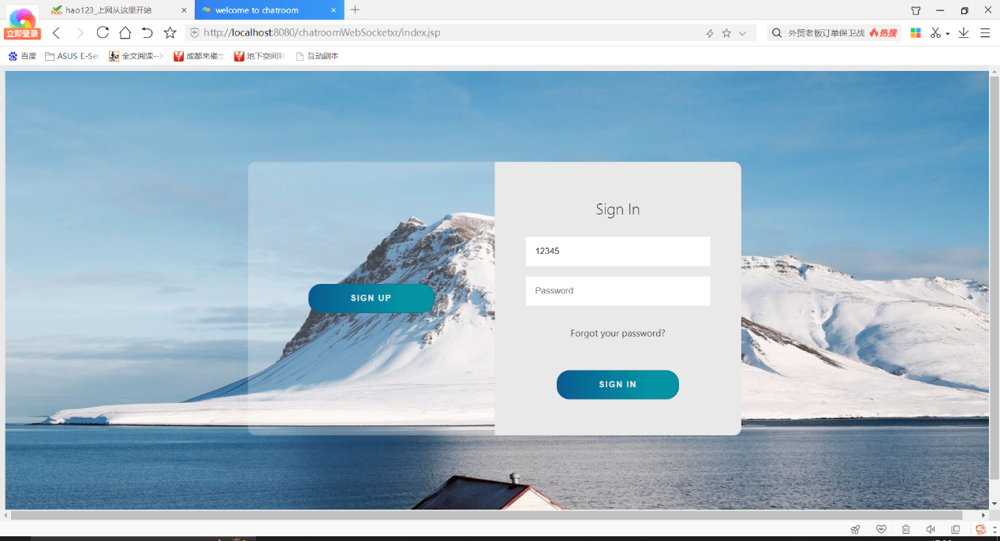 hao123_上网从这里开始
welcome to chatroom
立即登录
http://localhost:8080/chatroomWebSocketxr/index.jsp
外贸老板订单保卫战
热搜
百度
ASUS E-Ser
全文阅读--X
成都来福士
地下空间利
互动剧本
Sign In
12345
Password
SIGN UP
Forgot your password?
SIGN IN